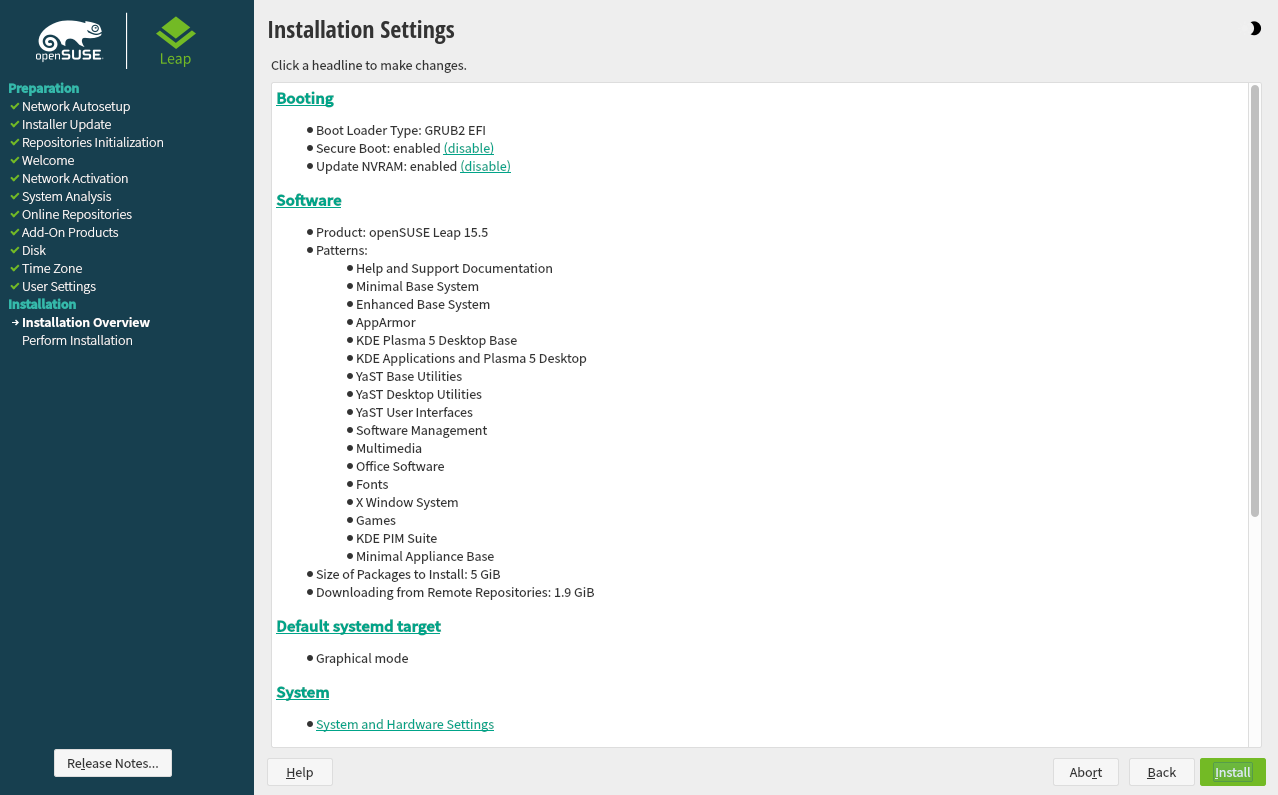 openSUSE
Leap
Preparation
Network Autosetup
Installer Update
Repositories Initialization
Welcome
Network Activation
System Analysis
Online Repositories
Add-On Products
Disk
Time Zone
User Settings
Installation
Installation Overview
Perform Installation
Release Notes...
Installation Settings
Click a headline to make changes.
Booting
Boot Loader Type: GRUB2 EFI
Secure Boot: enabled (disable)
Update NVRAM: enabled (disable)
Software
Product: openSUSE Leap 15.5
Patterns:
Help and Support Documentation
Minimal Base System
Enhanced Base System
AppArmor
KDE Plasma 5 Desktop Base
KDE Applications and Plasma 5 Desktop
YaST Base Utilities
YaST Desktop Utilities
YaST User Interfaces
Software Management
Multimedia
Office Software
Fonts
X Window System
Games
KDE PIM Suite
Minimal Appliance Base
Size of Packages to Install: 5 GiB
Downloading from Remote Repositories: 1.9 GiB
Default systemd target
Graphical mode
System
System and Hardware Settings
Help
Abort
Back
Install